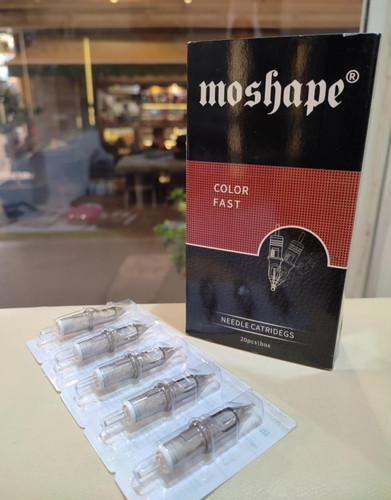 moshape®
COLOR
FAST
NEEDLE CATRIDEGS
20pcs|box